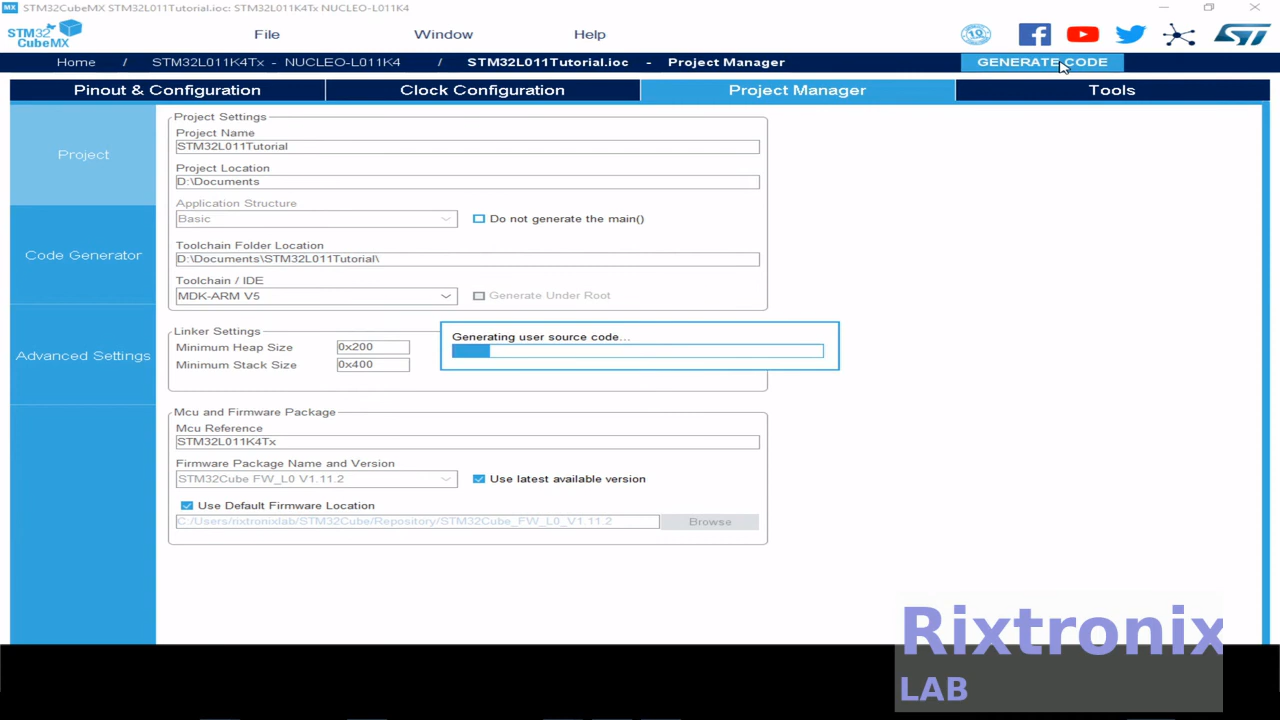 MX STM32CubeMX STM32L011Tutorial.ioc: STM32L011K4Tx NUCLEO-L011K4
STM32 CubeMX
File Window Help
10
Home / STM32L011K4Tx - NUCLEO-L011K4 / STM32L011Tutorial.ioc - Project Manager GENERATE CODE
Pinout & Configuration Clock Configuration Project Manager Tools
Project
Code Generator
Advanced Settings
Project Settings
Project Name
STM32L011Tutorial
Project Location
D:\Documents
Application Structure
Basic Do not generate the main()
Toolchain Folder Location
D:\Documents\STM32L011Tutorial\
Toolchain / IDE
MDK-ARM V5 Generate Under Root
Linker Settings
Minimum Heap Size 0x200
Minimum Stack Size 0x400
Generating user source code...
Mcu and Firmware Package
Mcu Reference
STM32L011K4Tx
Firmware Package Name and Version
STM32Cube FW_L0 V1.11.2 Use latest available version
Use Default Firmware Location
C:/Users/rixtronixlab/STM32Cube/Repository/STM32Cube_FW_L0_V1.11.2 Browse
Rixtronix
LAB